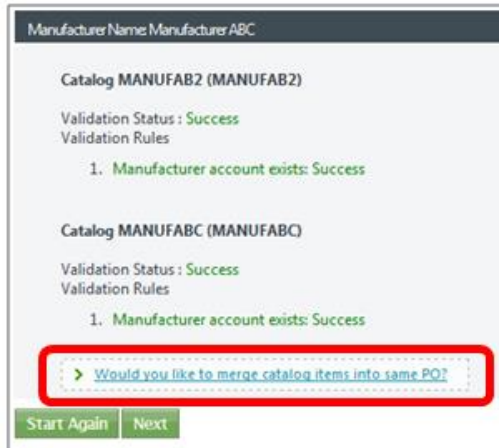 Manufacturer Name: Manufacturer ABC
Catalog MANUFAB2 (MANUFAB2)
Validation Status : Success
Validation Rules
1. Manufacturer account exists: Success
Catalog MANUFABC (MANUFABC)
Validation Status : Success
Validation Rules
1. Manufacturer account exists: Success
Would you like to merge catalog items into same PO?
Start Again Next